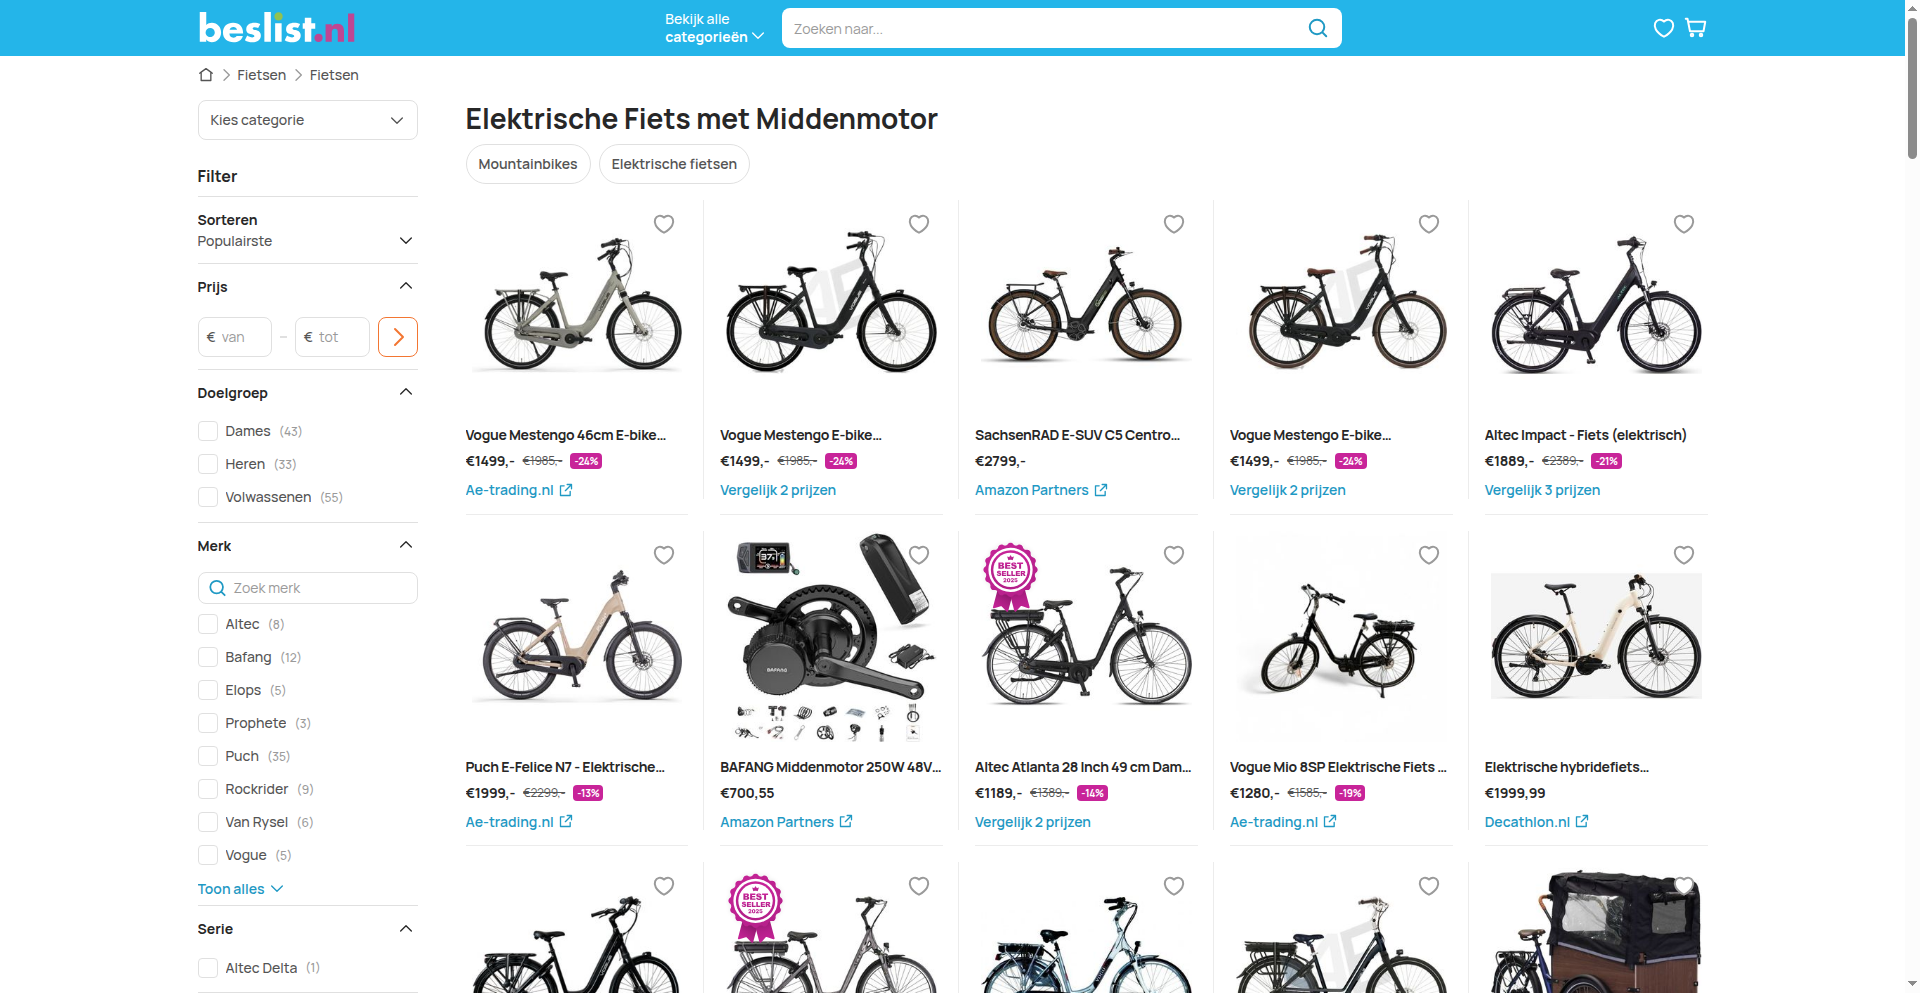 beslist.nl
Bekijk alle
categorieën
Zoeken naar...
Fietsen
Fietsen
Kies categorie
Elektrische Fiets met Middenmotor
Mountainbikes
Elektrische fietsen
Filter
Sorteren
Populairste
Prijs
€ van
–
€ tot
Doelgroep
Dames (43)
Heren (33)
Volwassenen (55)
Merk
Zoek merk
Altec (8)
Bafang (12)
Elops (5)
Prophete (3)
Puch (35)
Rockrider (9)
Van Rysel (6)
Vogue (5)
Toon alles
Serie
Altec Delta (1)
Vogue Mestengo 46cm E-bike...
€1499,- €1985,- -24%
Ae-trading.nl
Vogue Mestengo E-bike...
€1499,- €1985,- -24%
Vergelijk 2 prijzen
SachsenRAD E-SUV C5 Centro...
€2799,-
Amazon Partners
Vogue Mestengo E-bike...
€1499,- €1985,- -24%
Vergelijk 2 prijzen
Altec Impact - Fiets (elektrisch)
€1889,- €2389,- -21%
Vergelijk 3 prijzen
Puch E-Felice N7 - Elektrische...
€1999,- €2299,- -13%
Ae-trading.nl
BAFANG
BAFANG Middenmotor 250W 48V...
€700,55
Amazon Partners
BEST
SELLER
2025
Altec Atlanta 28 Inch 49 cm Dam...
€1189,- €1389,- -14%
Vergelijk 2 prijzen
Vogue Mio 8SP Elektrische Fiets ...
€1280,- €1585,- -19%
Ae-trading.nl
Elektrische hybridefiets...
€1999,99
Decathlon.nl
BEST
SELLER
2025